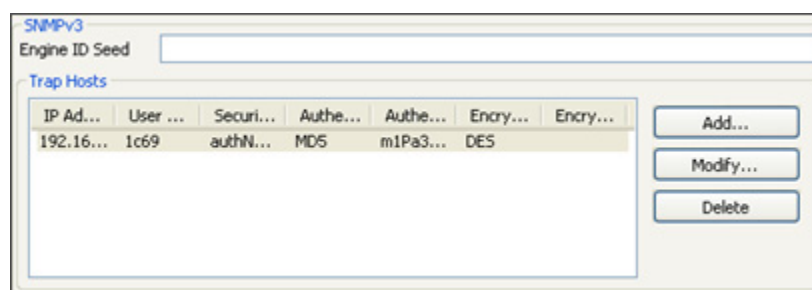 SNMPv3
Engine ID Seed
Trap Hosts
IP Ad... User ... Securi... Authe... Authe... Encry... Encry...
192.16... 1c69 authN... MD5 m1Pa3... DES
Add...
Modify...
Delete